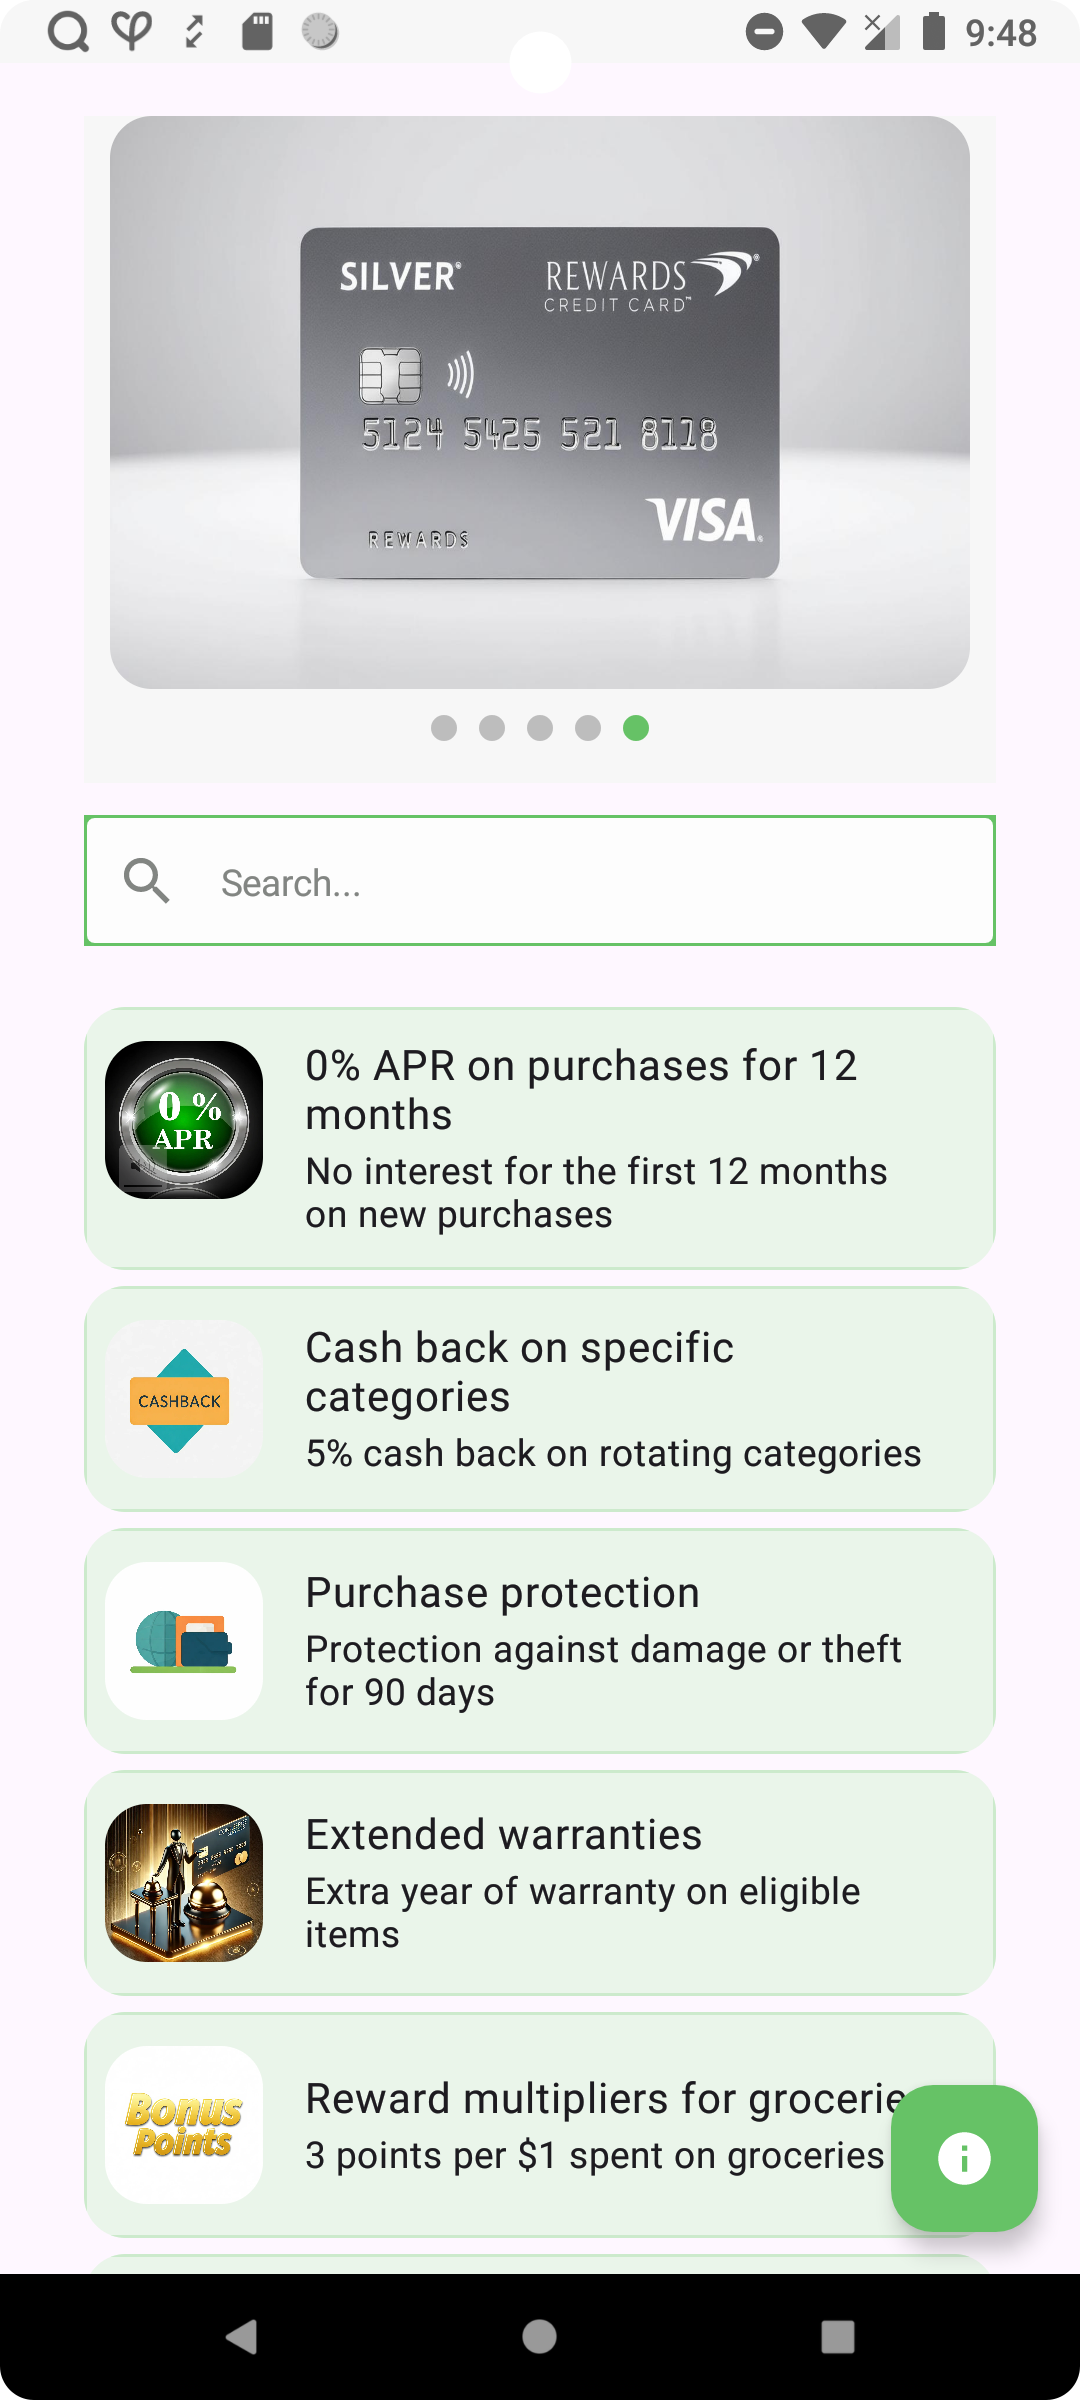 9:48
SILVER®
REWARDS®
CREDIT CARD™
5124 5425 521 8118
REWARDS
VISA®
Search...
0 %
APR
0% APR on purchases for 12
months
No interest for the first 12 months
on new purchases
CASHBACK
Cash back on specific
categories
5% cash back on rotating categories
Purchase protection
Protection against damage or theft
for 90 days
Extended warranties
Extra year of warranty on eligible
items
Bonus
Points
Reward multipliers for grocerie
3 points per $1 spent on groceries